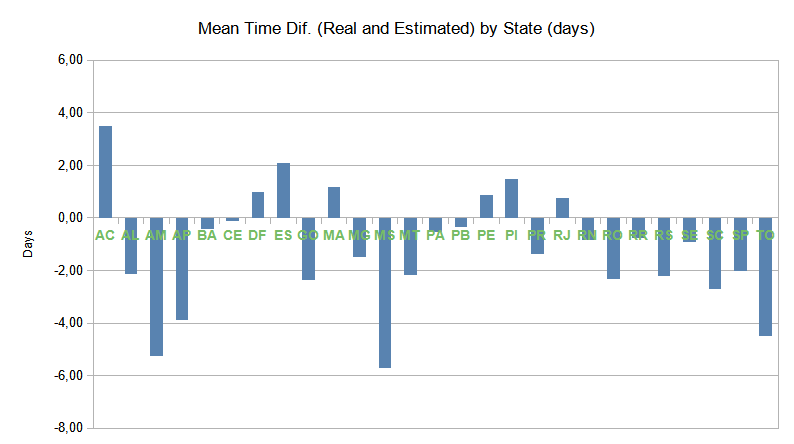 Mean Time Dif. (Real and Estimated) by State (days)
6,00
4,00
2,00
0,00
-2,00
-4,00
-6,00
-8,00
Days
AC AL AM AP BA CE DF ES GO MA MG MS MT PA PB PE PI PR RJ RN RO RR RS SE SC SP TO